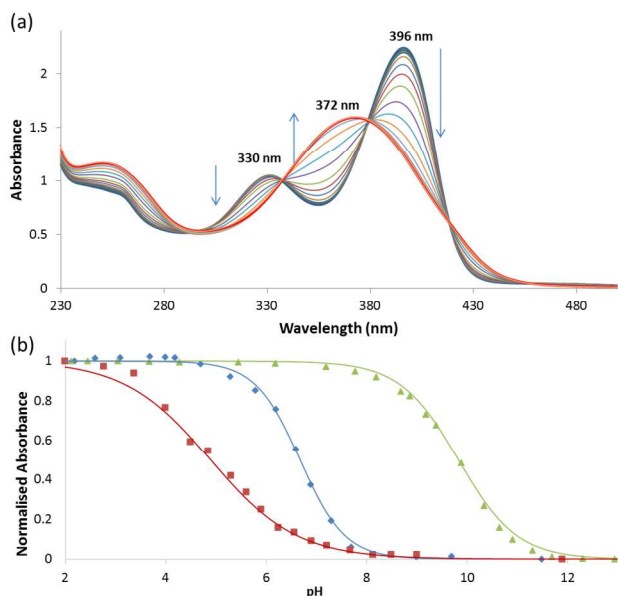 (a)
396 nm
372 nm
330 nm
Absorbance
2
1.5
1
0.5
0
230 280 330 380 430 480
Wavelength (nm)
(b)
Normalised Absorbance
1
0.8
0.6
0.4
0.2
0
2 4 6 8 10 12
pH